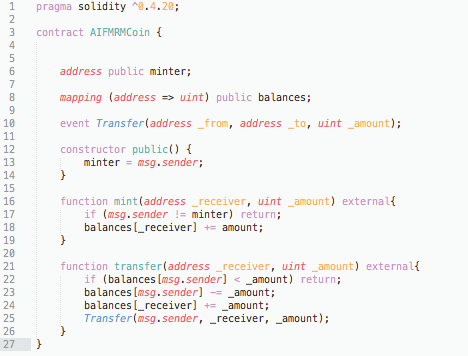 1 pragma solidity ^0.4.20;
2
3 contract AIFMRMCoin {
4
5
6 address public minter;
7
8 mapping (address => uint) public balances;
9
10 event Transfer(address _from, address _to, uint _amount);
11
12 constructor public() {
13 minter = msg.sender;
14 }
15
16 function mint(address _receiver, uint _amount) external{
17 if (msg.sender != minter) return;
18 balances[_receiver] += amount;
19 }
20
21 function transfer(address _receiver, uint _amount) external{
22 if (balances[msg.sender] < _amount) return;
23 balances[msg.sender] -= _amount;
24 balances[_receiver] += _amount;
25 Transfer(msg.sender, _receiver, _amount);
26 }
27 }